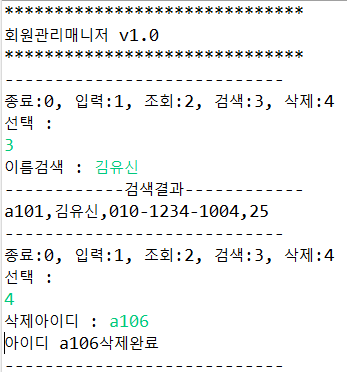 ******************************
회원관리매니저 v1.0
******************************
----------------------------
종료:0, 입력:1, 조회:2, 검색:3, 삭제:4
선택 :
3
이름검색 : 김유신
------------검색결과------------
a101,김유신,010-1234-1004,25
----------------------------
종료:0, 입력:1, 조회:2, 검색:3, 삭제:4
선택 :
4
삭제아이디 : a106
아이디 a106삭제완료
----------------------------